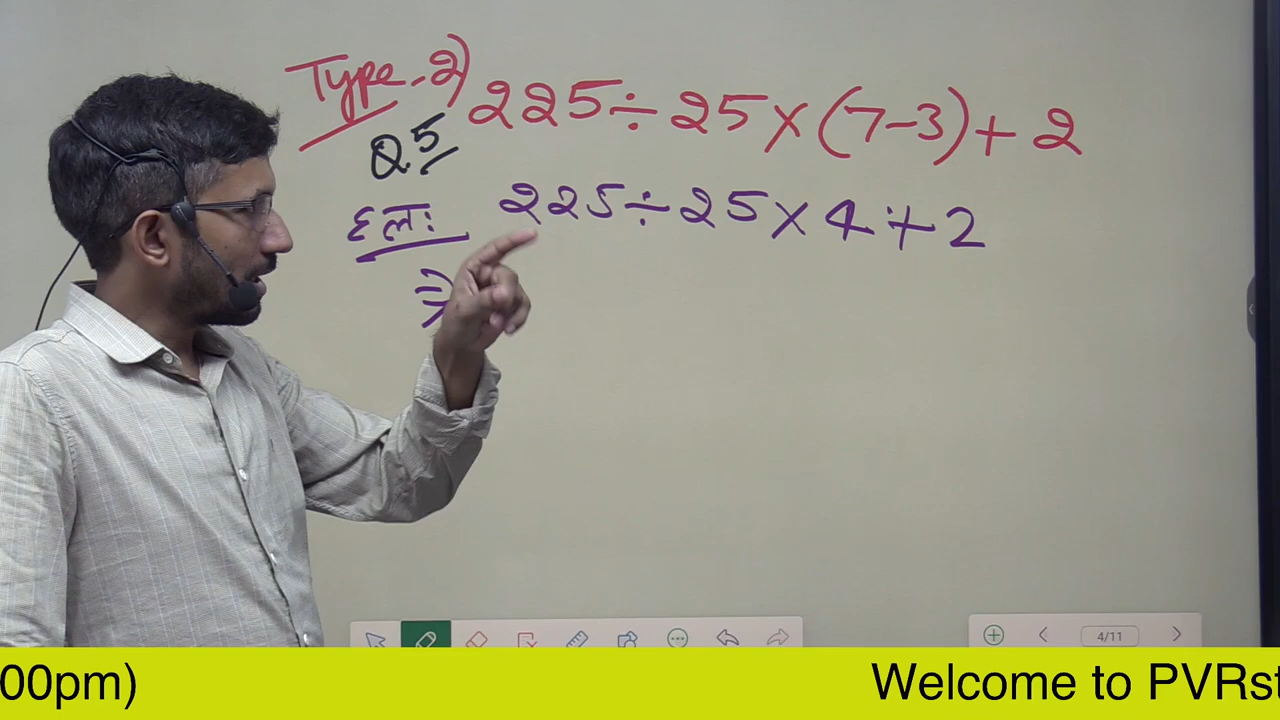 Type-2) 225÷25×(7-3)+2
Q5
हल: 225÷25×4+2
⇒
4/11
00pm) Welcome to PVRst